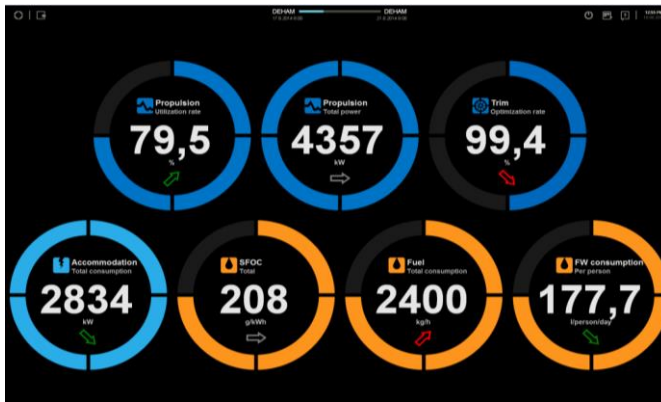 DEHAM
DEHAM
Propulsion
Utilization rate
79,5
%
Propulsion
Total power
4357
kW
Trim
Optimization rate
99,4
%
Accommodation
Total consumption
2834
kW
SFOC
Total
208
g/kWh
Fuel
Total consumption
2400
kg/h
FW consumption
Per person
177,7
l/person/day